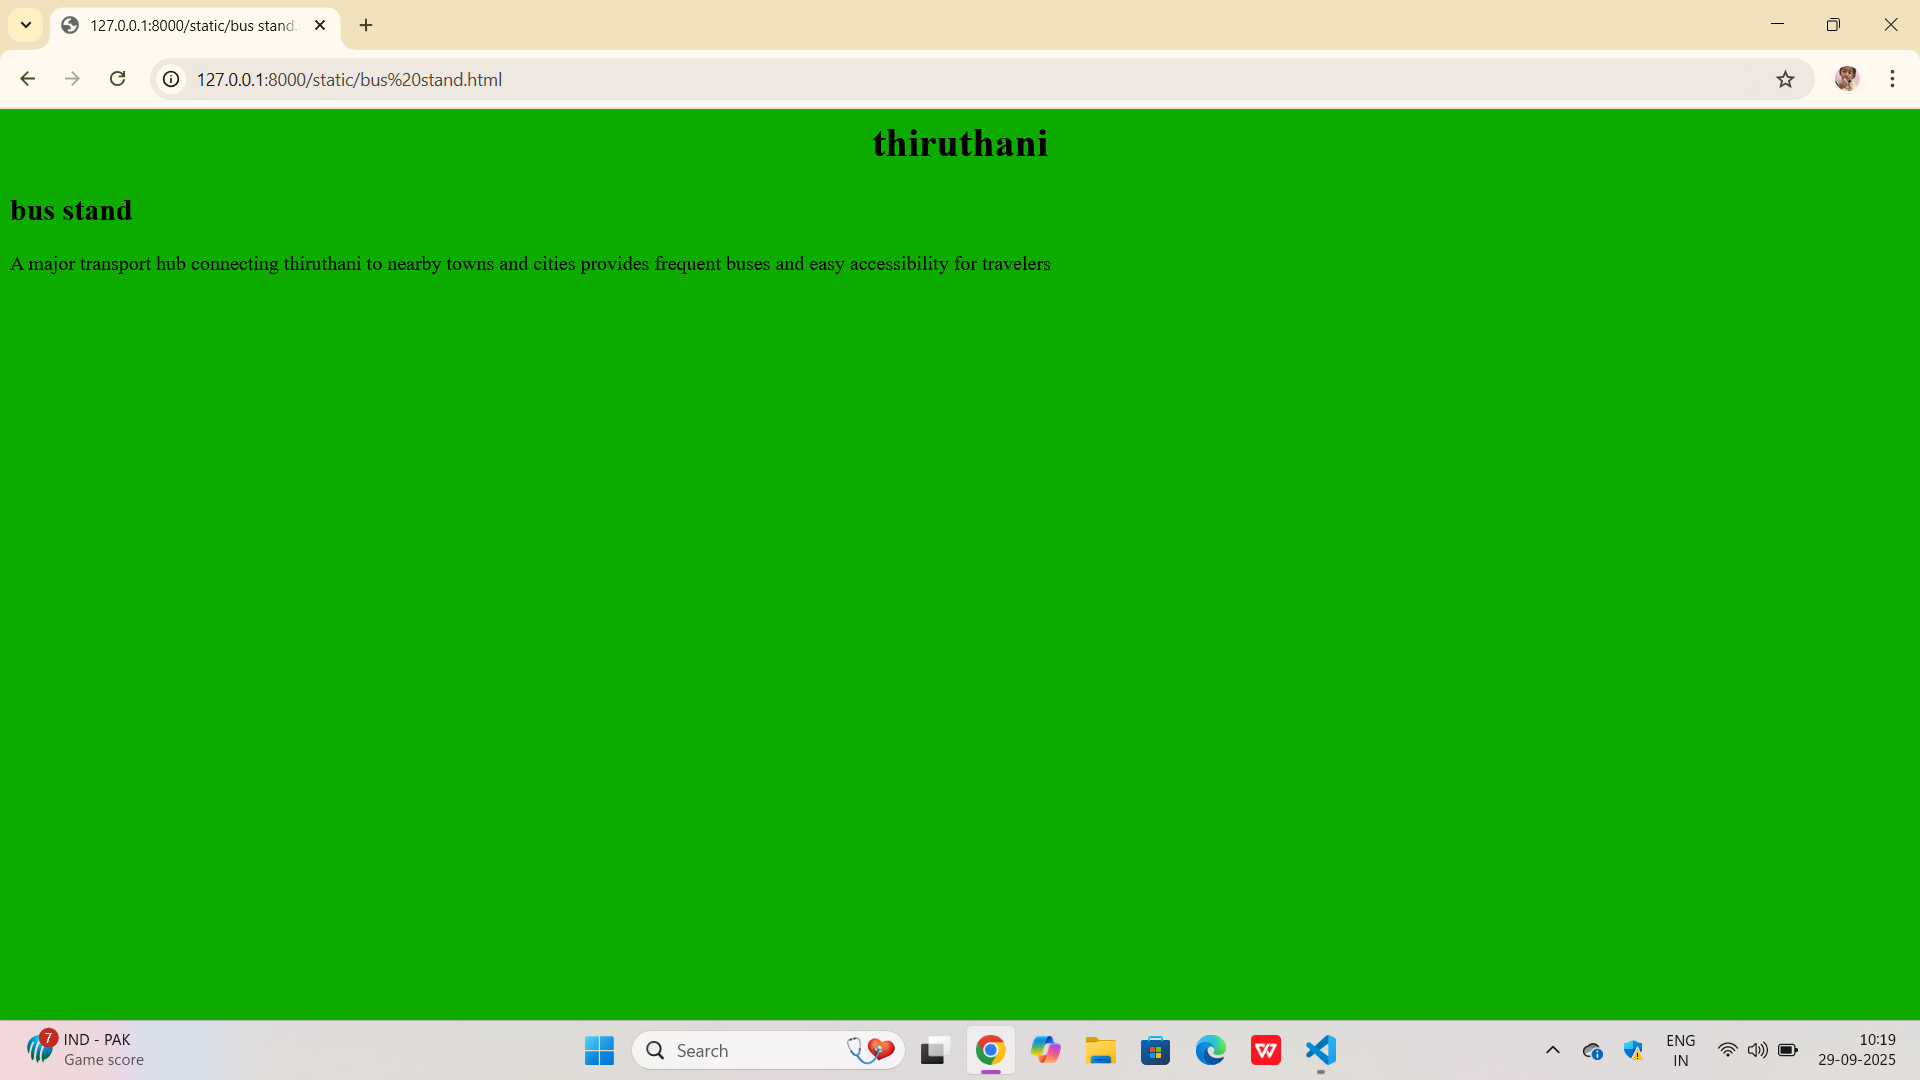 127.0.0.1:8000/static/bus stand.
127.0.0.1:8000/static/bus%20stand.html
thiruthani
bus stand
A major transport hub connecting thiruthani to nearby towns and cities provides frequent buses and easy accessibility for travelers
7
IND - PAK
Game score
Search
W
ENG
IN
10:19
29-09-2025